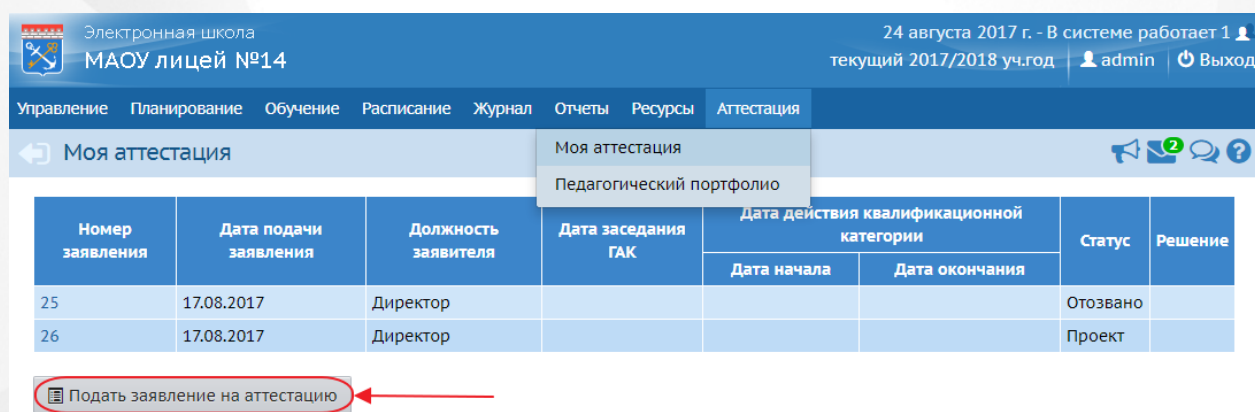 Электронная школа
МАОУ лицей №14
24 августа 2017 г. - В системе работает 1
текущий 2017/2018 уч.год admin Выход
Управление Планирование Обучение Расписание Журнал Отчеты Ресурсы Аттестация
Моя аттестация
Моя аттестация
Педагогический портфолио
2
Номер заявления
Дата подачи заявления
Должность заявителя
Дата заседания ГАК
Дата действия квалификационной категории
Дата начала
Дата окончания
Статус
Решение
25 17.08.2017 Директор Отозвано
26 17.08.2017 Директор Проект
Подать заявление на аттестацию